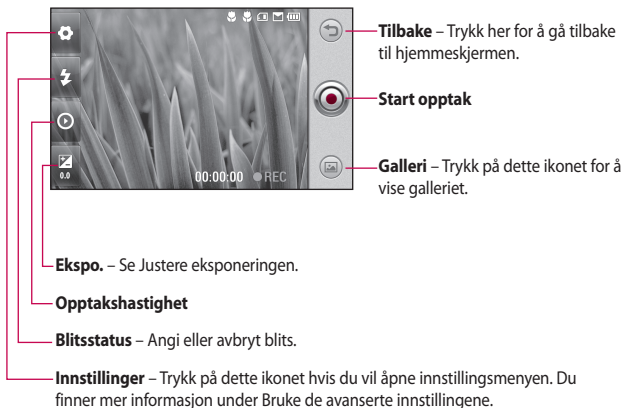 Tilbake – Trykk her for å gå tilbake
til hjemmeskjermen.
Start opptak
Galleri – Trykk på dette ikonet for å
vise galleriet.
0.0
00:00:00 REC
Ekspo. – Se Justere eksponeringen.
Opptakshastighet
Blitsstatus – Angi eller avbryt blits.
Innstillinger – Trykk på dette ikonet hvis du vil åpne innstillingsmenyen. Du
finner mer informasjon under Bruke de avanserte innstillingene.